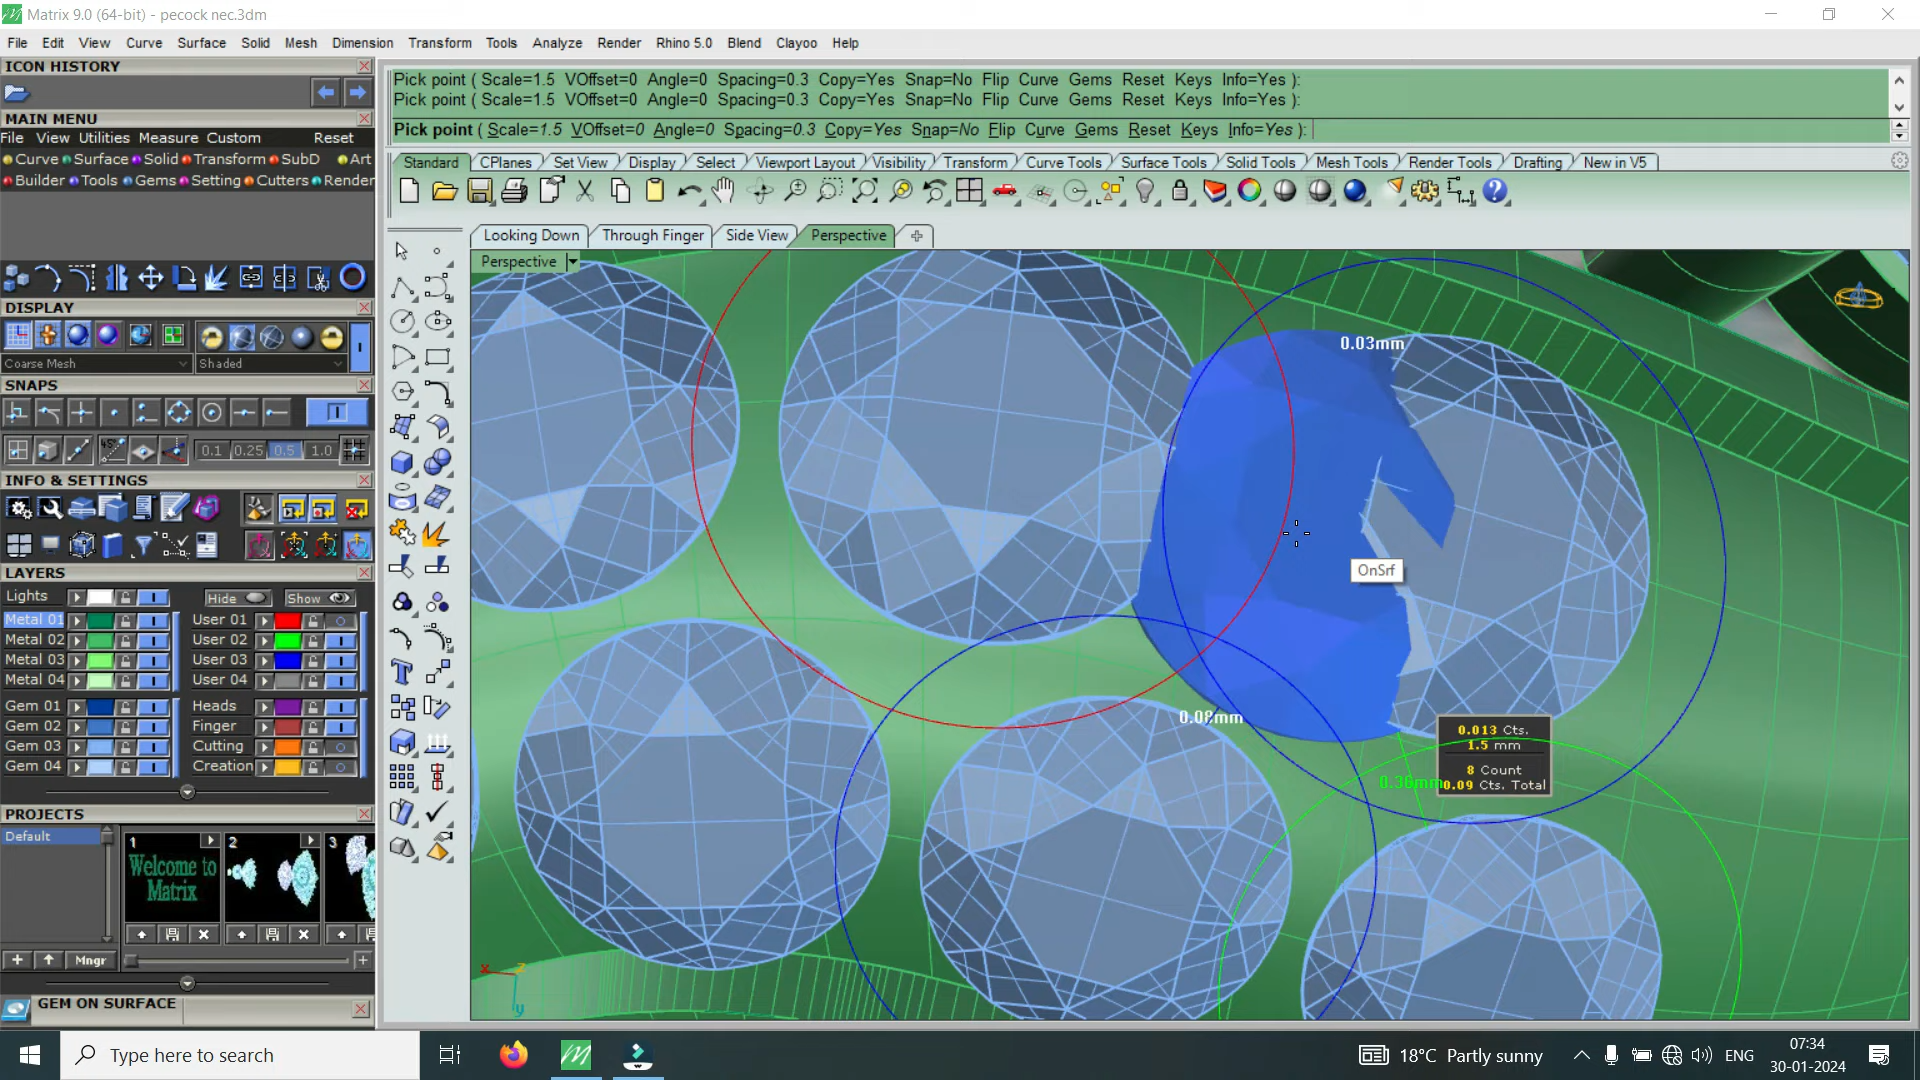 Matrix 9.0 (64-bit) - pecock nec.3dm
File Edit View Curve Surface Solid Mesh Dimension Transform Tools Analyze Render Rhino 5.0 Blend Clayoo Help
ICON HISTORY
MAIN MENU
File View Utilities Measure Custom Reset
Curve Surface Solid Transform SubD Art
Builder Tools Gems Setting Cutters Render
DISPLAY
Coarse Mesh Shaded
SNAPS
0.1 0.25 0.5 1.0
INFO & SETTINGS
LAYERS
Lights Hide Show
Metal 01 User 01
Metal 02 User 02
Metal 03 User 03
Metal 04 User 04
Gem 01 Heads
Gem 02 Finger
Gem 03 Cutting
Gem 04 Creation
PROJECTS
Default
1 2 3
Welcome to
Matrix
Mngr
GEM ON SURFACE
Pick point ( Scale=1.5 VOffset=0 Angle=0 Spacing=0.3 Copy=Yes Snap=No Flip Curve Gems Reset Keys Info=Yes ):
Pick point ( Scale=1.5 VOffset=0 Angle=0 Spacing=0.3 Copy=Yes Snap=No Flip Curve Gems Reset Keys Info=Yes ):
Pick point ( Scale=1.5 VOffset=0 Angle=0 Spacing=0.3 Copy=Yes Snap=No Flip Curve Gems Reset Keys Info=Yes ):
Standard CPlanes Set View Display Select Viewport Layout Visibility Transform Curve Tools Surface Tools Solid Tools Mesh Tools Render Tools Drafting New in V5
Looking Down Through Finger Side View Perspective
Perspective
0.03mm
OnSrf
0.08mm
0.013 Cts.
1.5 mm
8 Count
0.09 Cts. Total
0.36mm
x z
y
Type here to search
18°C Partly sunny
ENG
07:34
30-01-2024